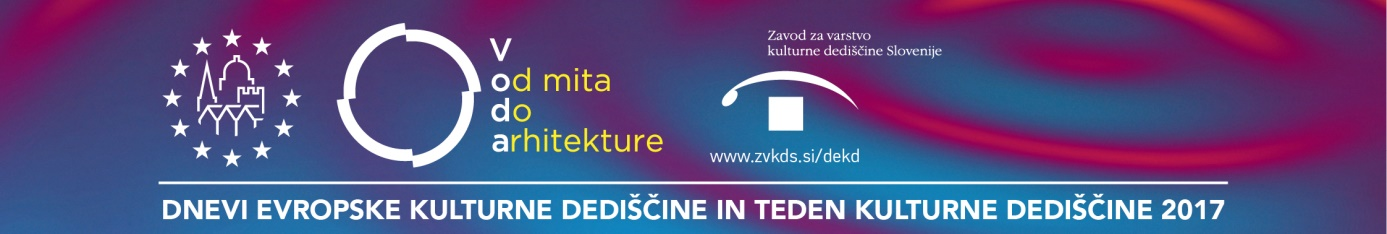 V
od mita
do
arhitekture
Zavod za varstvo
kulturne dediščine Slovenije
www.zvkds.si/dekd
DNEVI EVROPSKE KULTURNE DEDIŠČINE IN TEDEN KULTURNE DEDIŠČINE 2017